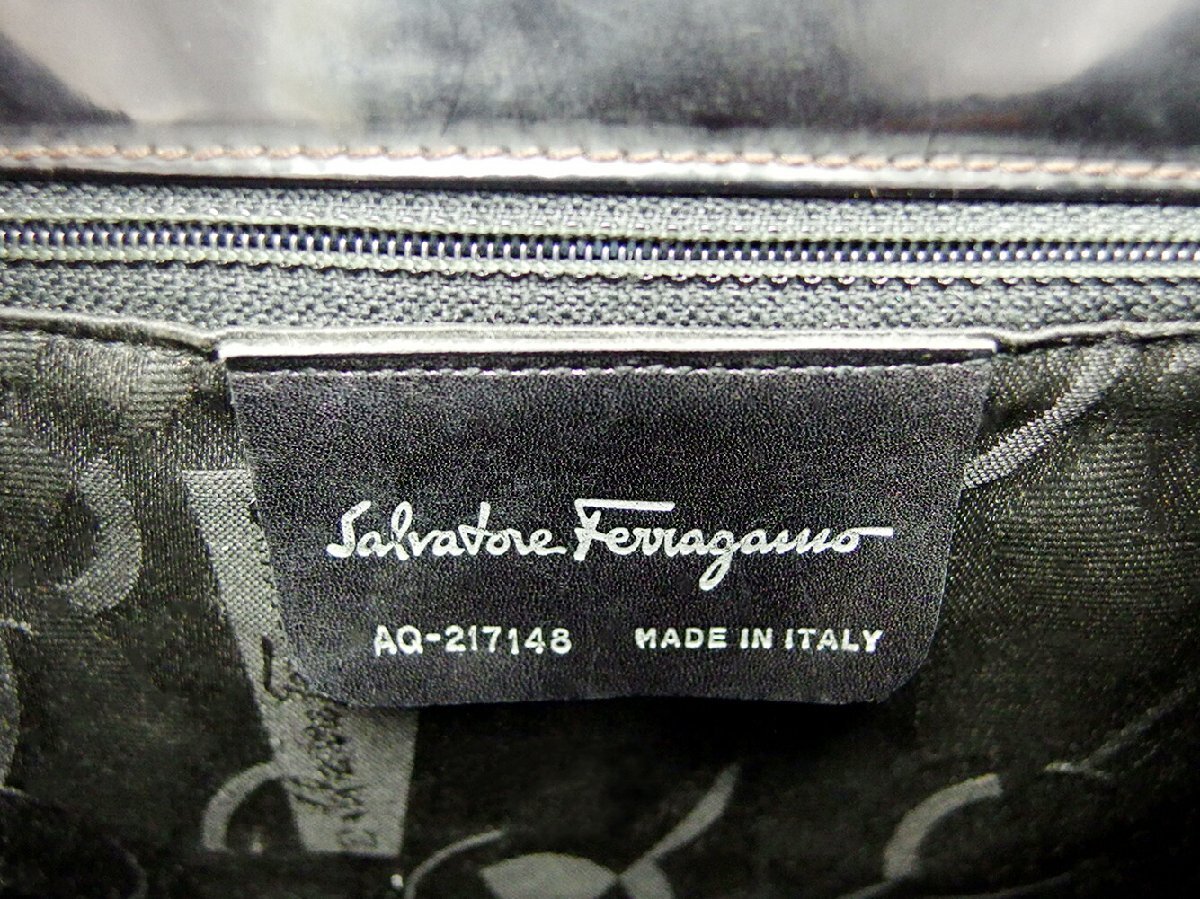 Salvatore Ferragamo
AQ-217148 MADE IN ITALY